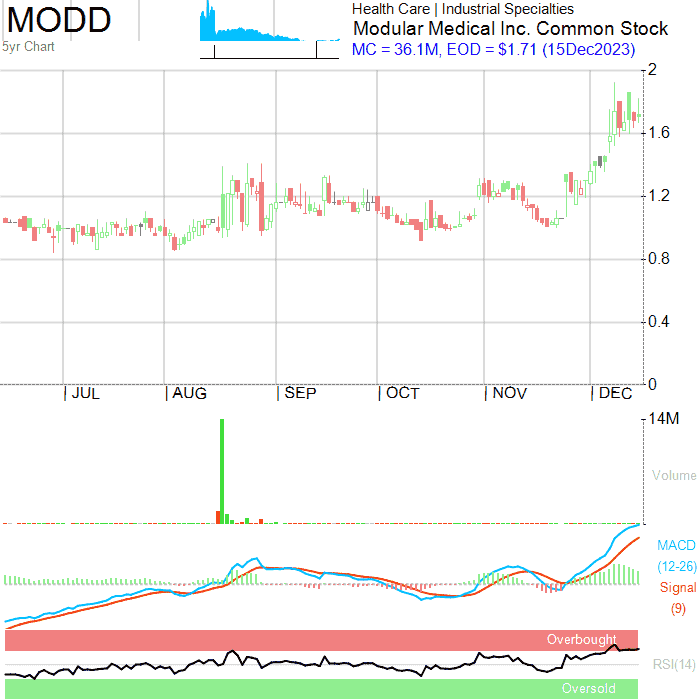 MODD
5yr Chart
Health Care | Industrial Specialties
Modular Medical Inc. Common Stock
MC = 36.1M, EOD = $1.71 (15Dec2023)
2
1.6
1.2
0.8
0.4
0
| JUL | AUG | SEP | OCT | NOV | DEC
14M
Volume
MACD
(12-26)
Signal
(9)
Overbought
RSI(14)
Oversold